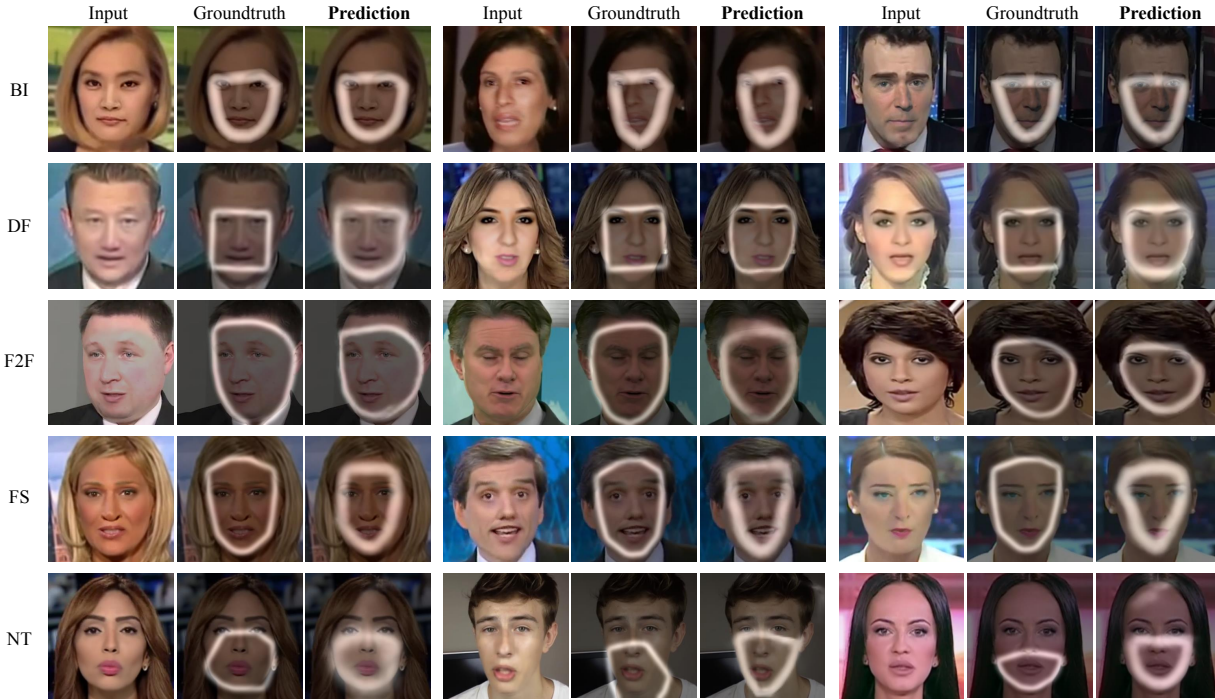 Input Groundtruth Prediction Input Groundtruth Prediction Input Groundtruth Prediction
BI
DF
F2F
FS
NT